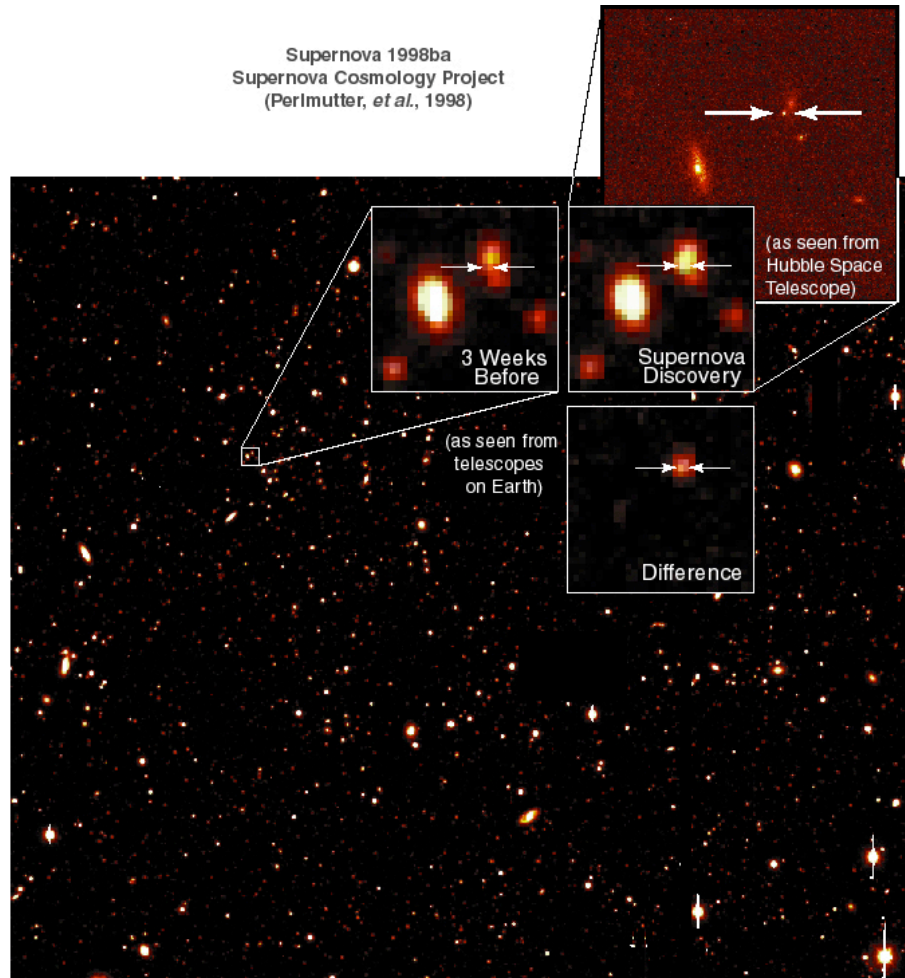 Supernova 1998ba
Supernova Cosmology Project
(Perlmutter, et al., 1998)
(as seen from
Hubble Space
Telescope)
3 Weeks
Before
Supernova
Discovery
(as seen from
telescopes
on Earth)
Difference